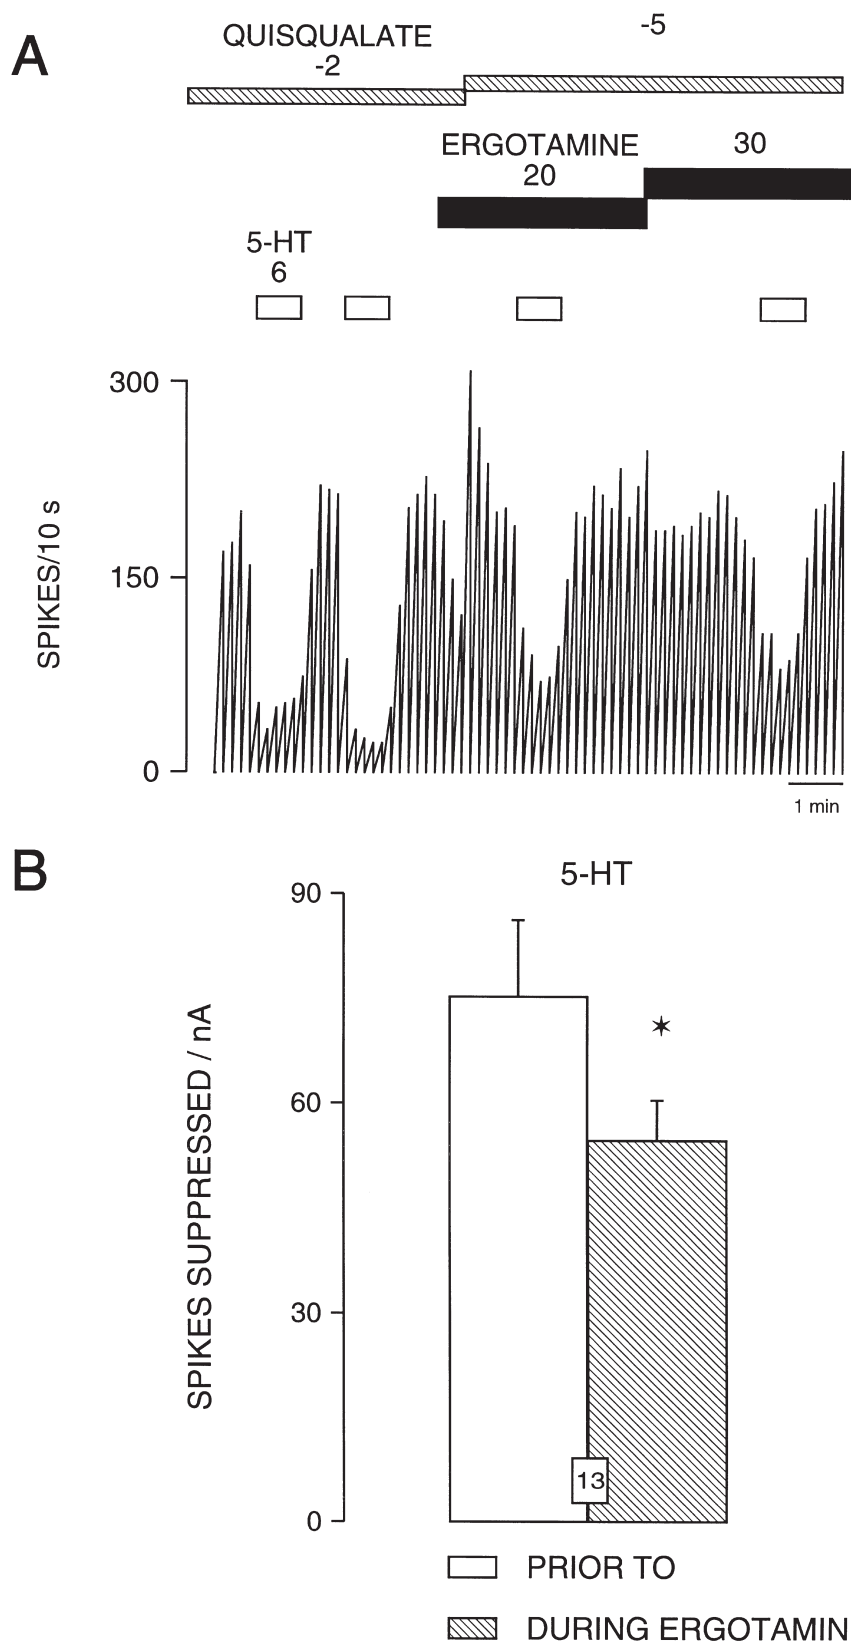 A
QUISQUALATE
-2
-5
ERGOTAMINE
20
30
5-HT
6
300
150
0
SPIKES/10 s
1 min
B
5-HT
90
60
30
0
SPIKES SUPPRESSED / nA
13
PRIOR TO
DURING ERGOTAMIN